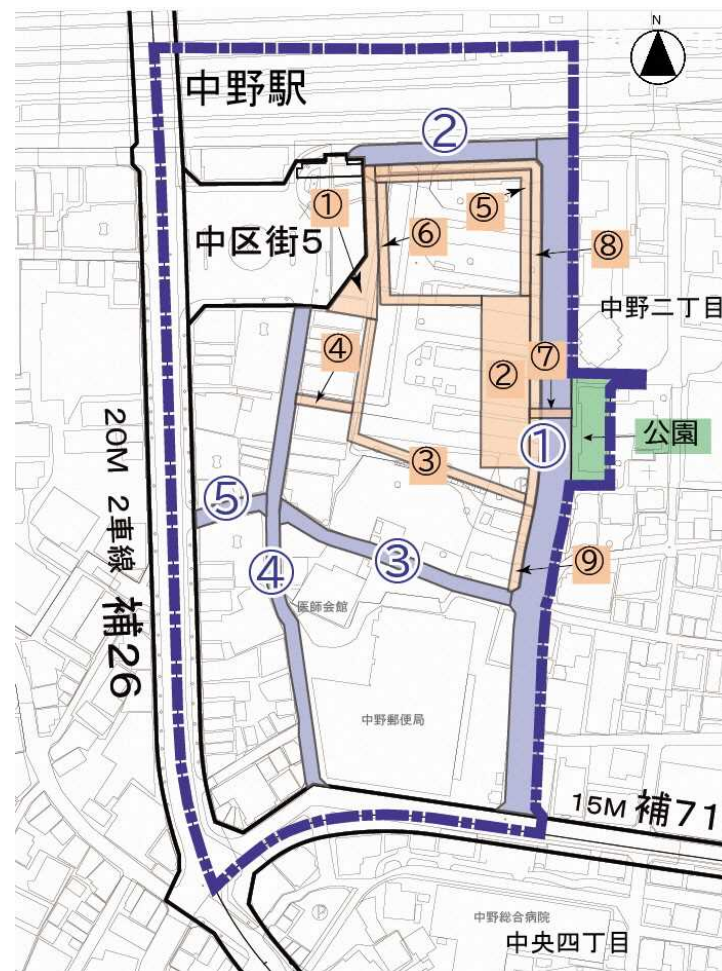 N
中野駅
②
①
⑤
中区街5
⑥
⑧
中野二丁目
④
②
⑦
20M 2車線 補26
①
公園
③
⑤
④
③
⑨
医師会館
中野郵便局
15M 補71
P
中野総合病院
中央四丁目